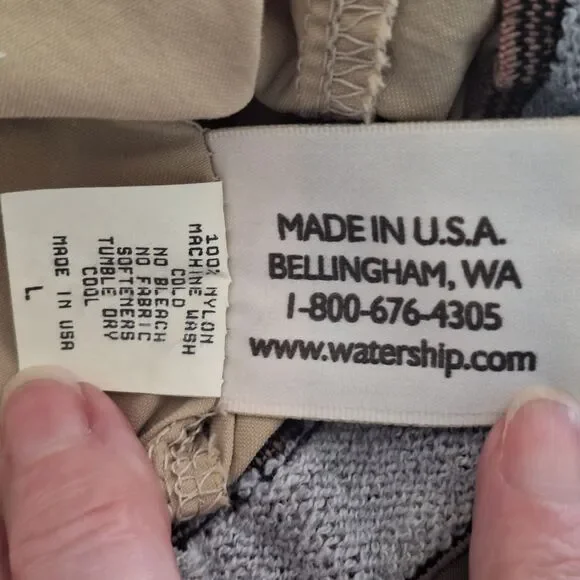 100% NYLON
MACHINE WASH
COLD
NO BLEACH
NO FABRIC
SOFTENERS
TUMBLE DRY
COOL
MADE IN USA
L
MADE IN U.S.A.
BELLINGHAM, WA
1-800-676-4305
www.watership.com